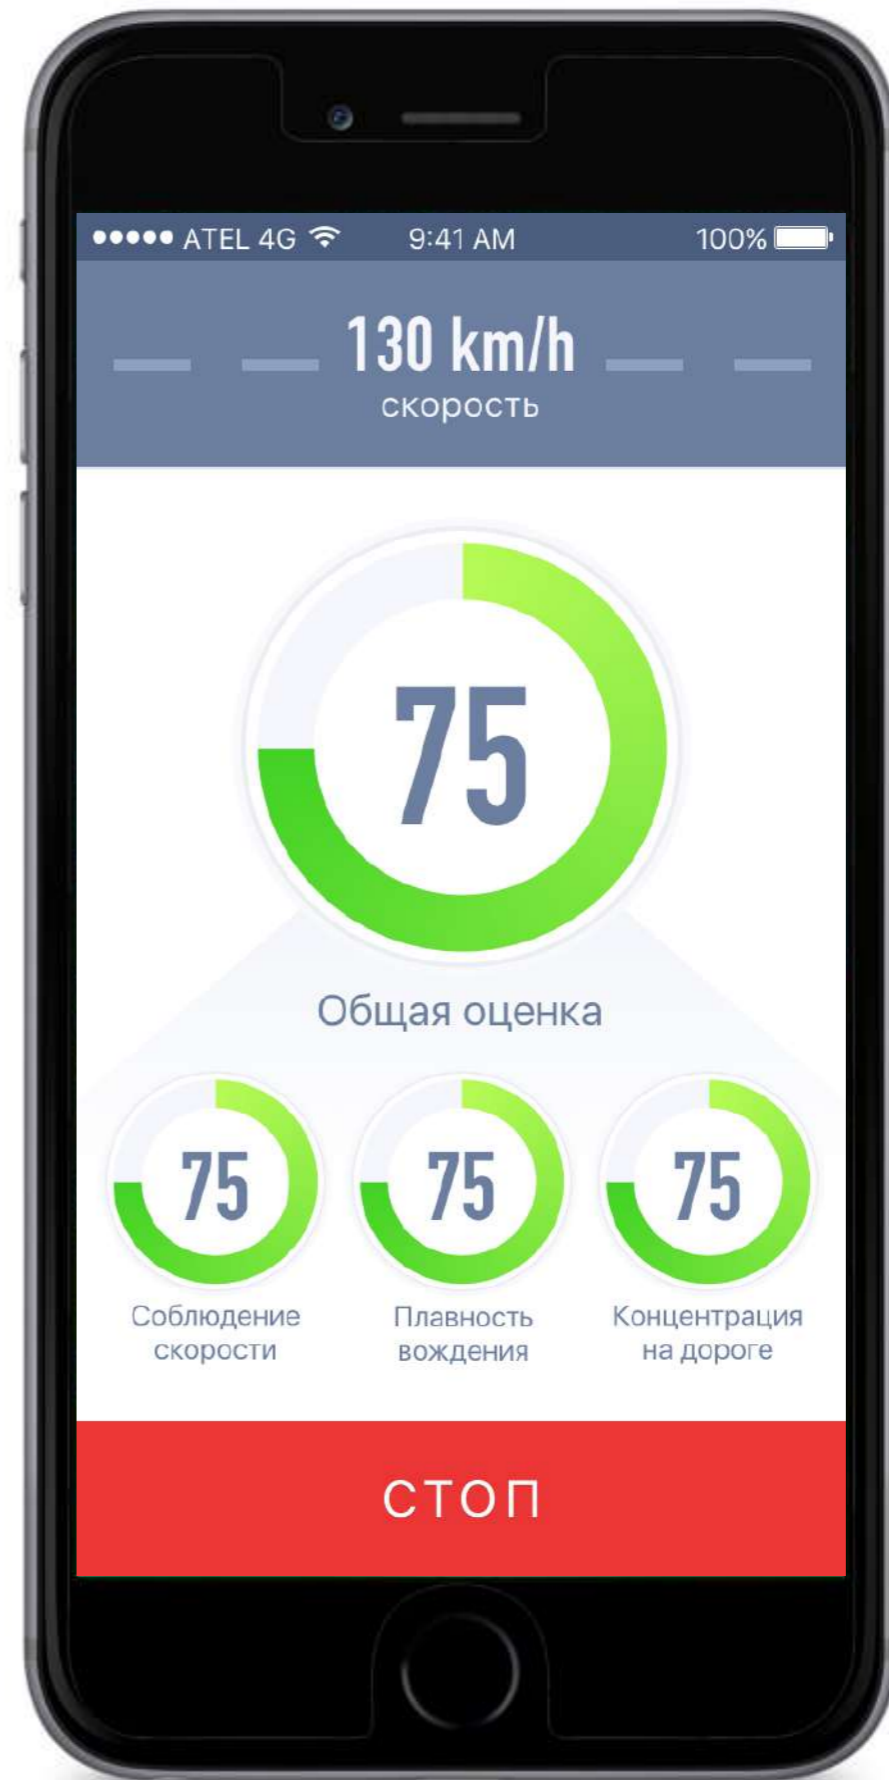 ATEL 4G 9:41 AM 100%
130 km/h
скорость
75
Общая оценка
75 75 75
Соблюдение Плавность Концентрация
скорости вождения на дороге
СТОП